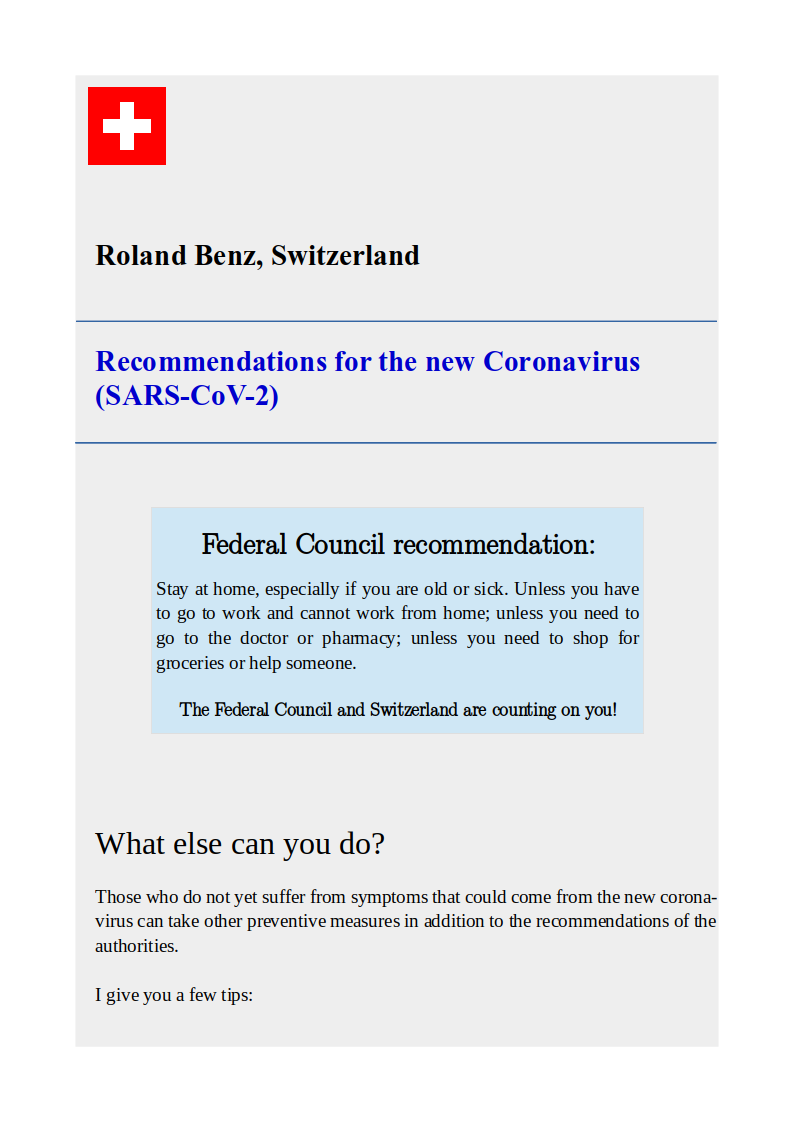 Roland Benz, Switzerland
Recommendations for the new Coronavirus
(SARS-CoV-2)
Federal Council recommendation:
Stay at home, especially if you are old or sick. Unless you have
to go to work and cannot work from home; unless you need to
go to the doctor or pharmacy; unless you need to shop for
groceries or help someone.
The Federal Council and Switzerland are counting on you!
What else can you do?
Those who do not yet suffer from symptoms that could come from the new corona-
virus can take other preventive measures in addition to the recommendations of the
authorities.
I give you a few tips: